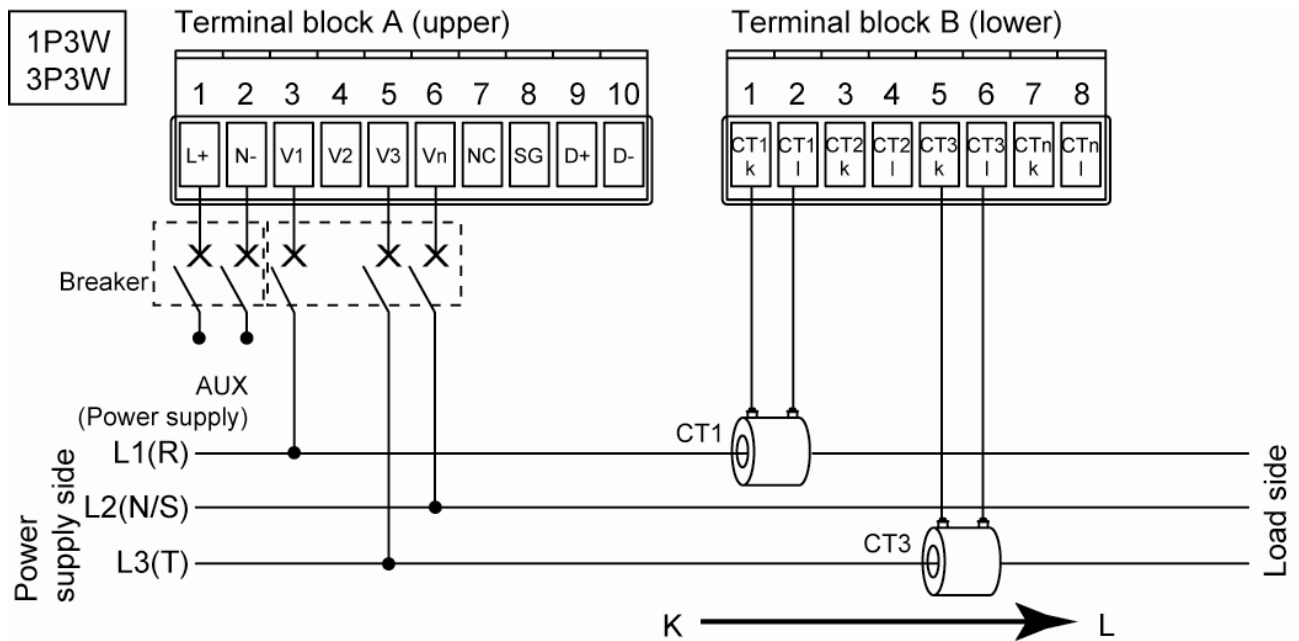 1P3W
3P3W
Terminal block A (upper)
1 2 3 4 5 6 7 8 9 10
L+ N- V1 V2 V3 Vn NC SG D+ D-
Terminal block B (lower)
1 2 3 4 5 6 7 8
CT1 CT1 CT2 CT2 CT3 CT3 CTn CTn
k l k l k l k l
Breaker
AUX
(Power supply)
Power
supply side
L1(R)
L2(N/S)
L3(T)
CT1
CT3
Load side
K L